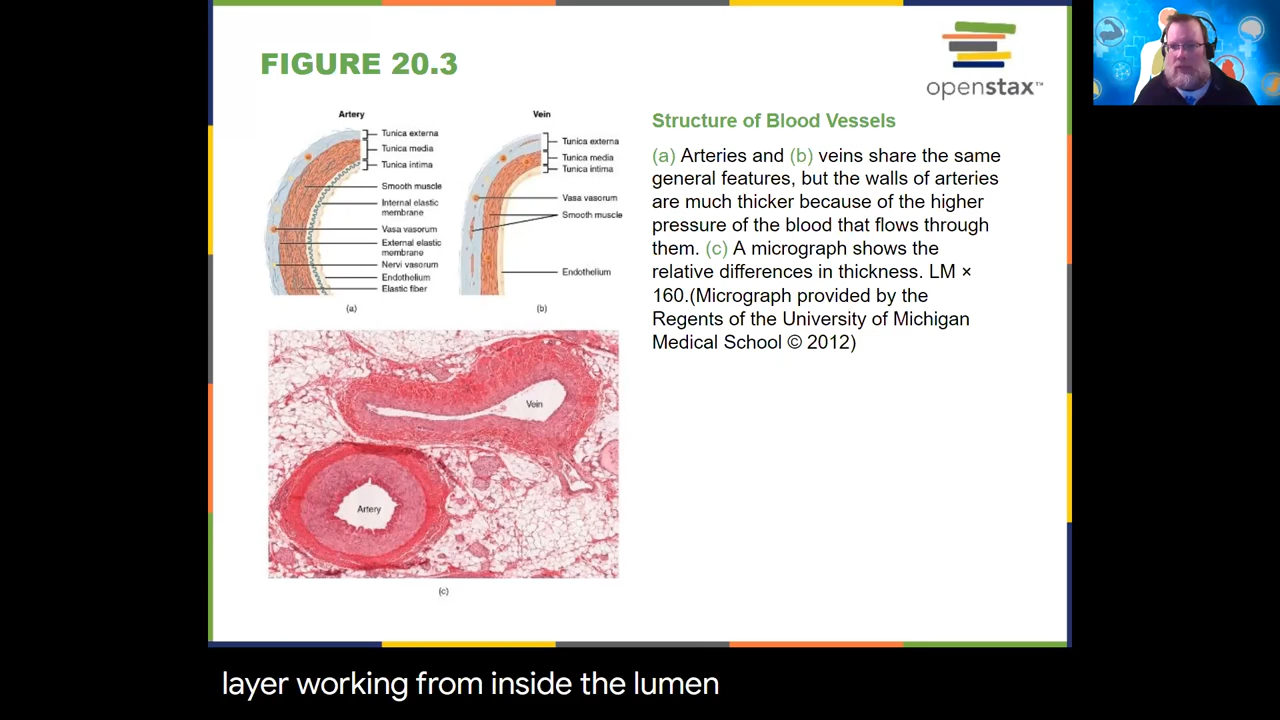 FIGURE 20.3
openstax™
Artery
Tunica externa
Tunica media
Tunica intima
Smooth muscle
Internal elastic
membrane
Vasa vasorum
External elastic
membrane
Nervi vasorum
Endothelium
Elastic fiber
(a)
Vein
Tunica externa
Tunica media
Tunica intima
Vasa vasorum
Smooth muscle
Endothelium
(b)
Vein
Artery
(c)
Structure of Blood Vessels
(a) Arteries and (b) veins share the same
general features, but the walls of arteries
are much thicker because of the higher
pressure of the blood that flows through
them. (c) A micrograph shows the
relative differences in thickness. LM ×
160.(Micrograph provided by the
Regents of the University of Michigan
Medical School © 2012)
layer working from inside the lumen